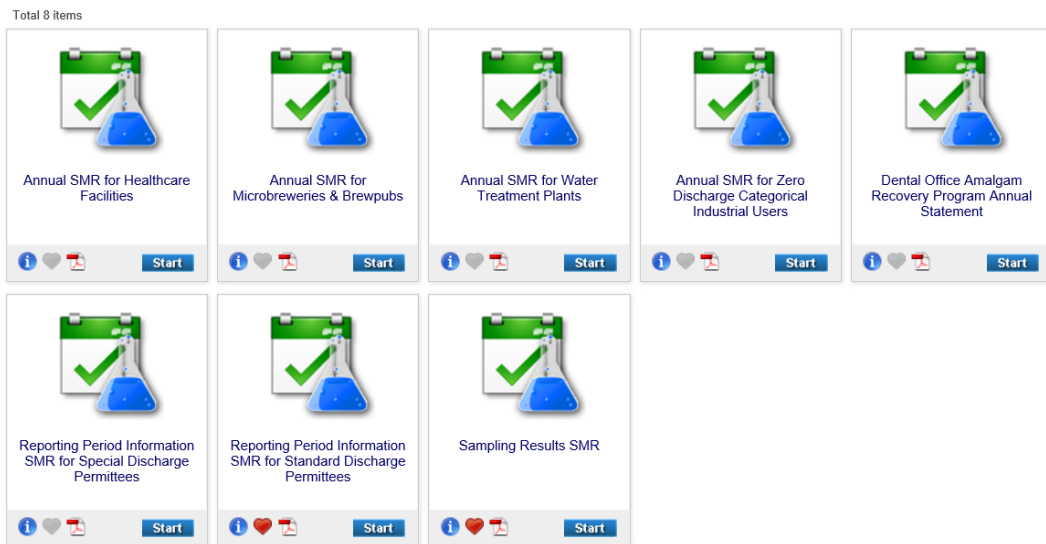 Total 8 items
Annual SMR for Healthcare
Facilities
Start
Annual SMR for
Microbreweries & Brewpubs
Start
Annual SMR for Water
Treatment Plants
Start
Annual SMR for Zero
Discharge Categorical
Industrial Users
Start
Dental Office Amalgam
Recovery Program Annual
Statement
Start
Reporting Period Information
SMR for Special Discharge
Permittees
Start
Reporting Period Information
SMR for Standard Discharge
Permittees
Start
Sampling Results SMR
Start